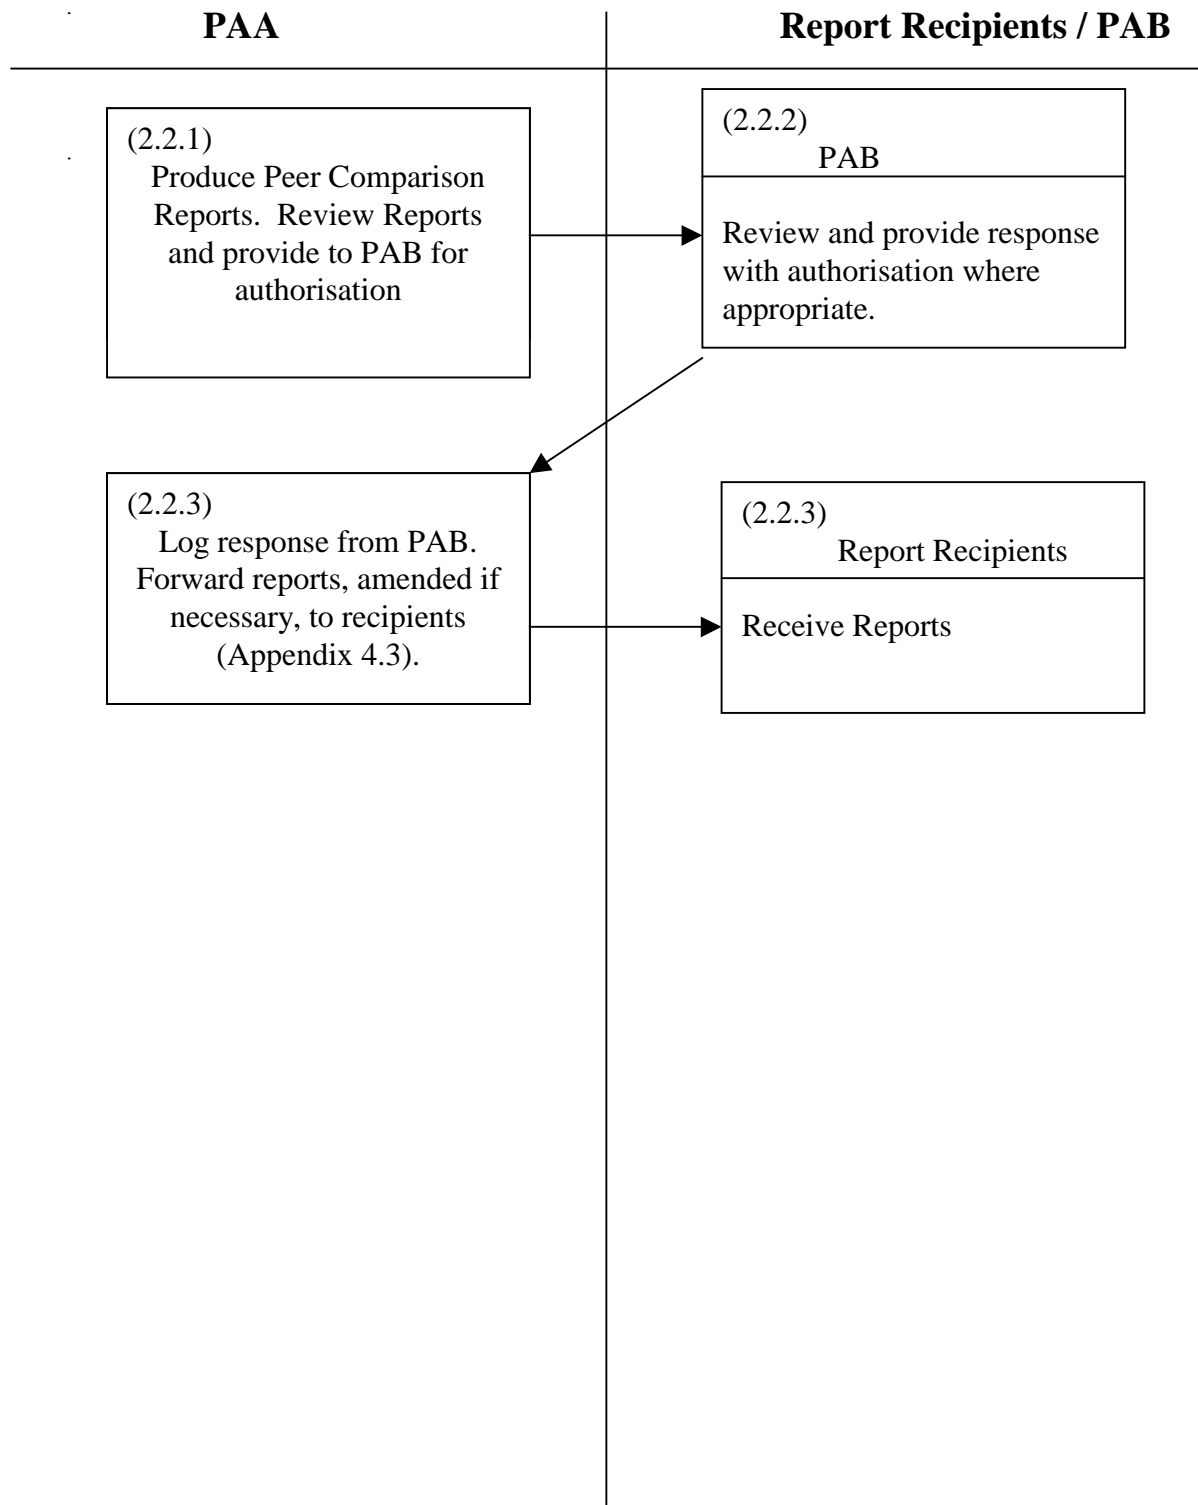 PAA
Report Recipients / PAB
(2.2.1)
Produce Peer Comparison
Reports. Review Reports
and provide to PAB for
authorisation
(2.2.2)
PAB
Review and provide response
with authorisation where
appropriate.
(2.2.3)
Log response from PAB.
Forward reports, amended if
necessary, to recipients
(Appendix 4.3).
(2.2.3)
Report Recipients
Receive Reports